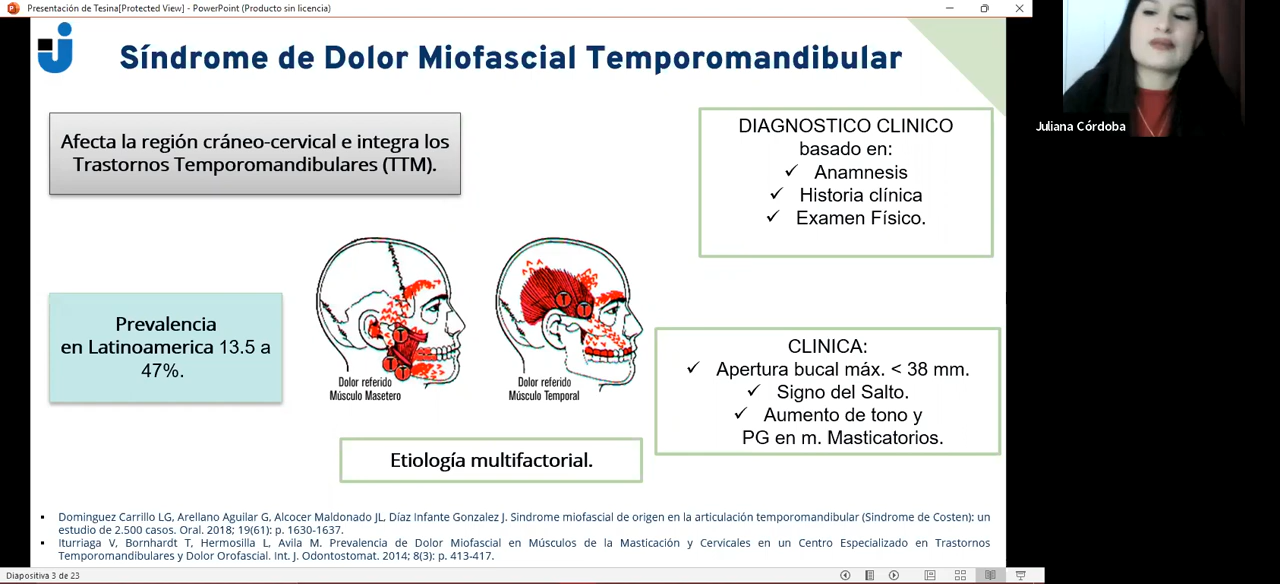 Presentación de Tesina[Protected View] - PowerPoint (Producto sin licencia)
Síndrome de Dolor Miofascial Temporomandibular
Juliana Córdoba
Afecta la región cráneo-cervical e integra los
Trastornos Temporomandibulares (TTM).
DIAGNOSTICO CLINICO
basado en:
✓ Anamnesis
✓ Historia clínica
✓ Examen Físico.
Prevalencia
en Latinoamerica 13.5 a
47%.
T
T
T
T
T
Dolor referido
Músculo Masetero
Dolor referido
Músculo Temporal
CLINICA:
✓ Apertura bucal máx. < 38 mm.
✓ Signo del Salto.
✓ Aumento de tono y
PG en m. Masticatorios.
Etiología multifactorial.
▪ Dominguez Carrillo LG, Arellano Aguilar G, Alcocer Maldonado JL, Díaz Infante Gonzalez J. Sindrome miofascial de origen en la articulación temporomandibular (Sindrome de Costen): un
estudio de 2.500 casos. Oral. 2018; 19(61): p. 1630-1637.
▪ Iturriaga V, Bornhardt T, Hermosilla L, Avila M. Prevalencia de Dolor Miofascial en Músculos de la Masticación y Cervicales en un Centro Especializado en Trastornos
Temporomandibulares y Dolor Orofascial. Int. J. Odontostomat. 2014; 8(3): p. 413-417.
Diapositiva 3 de 23